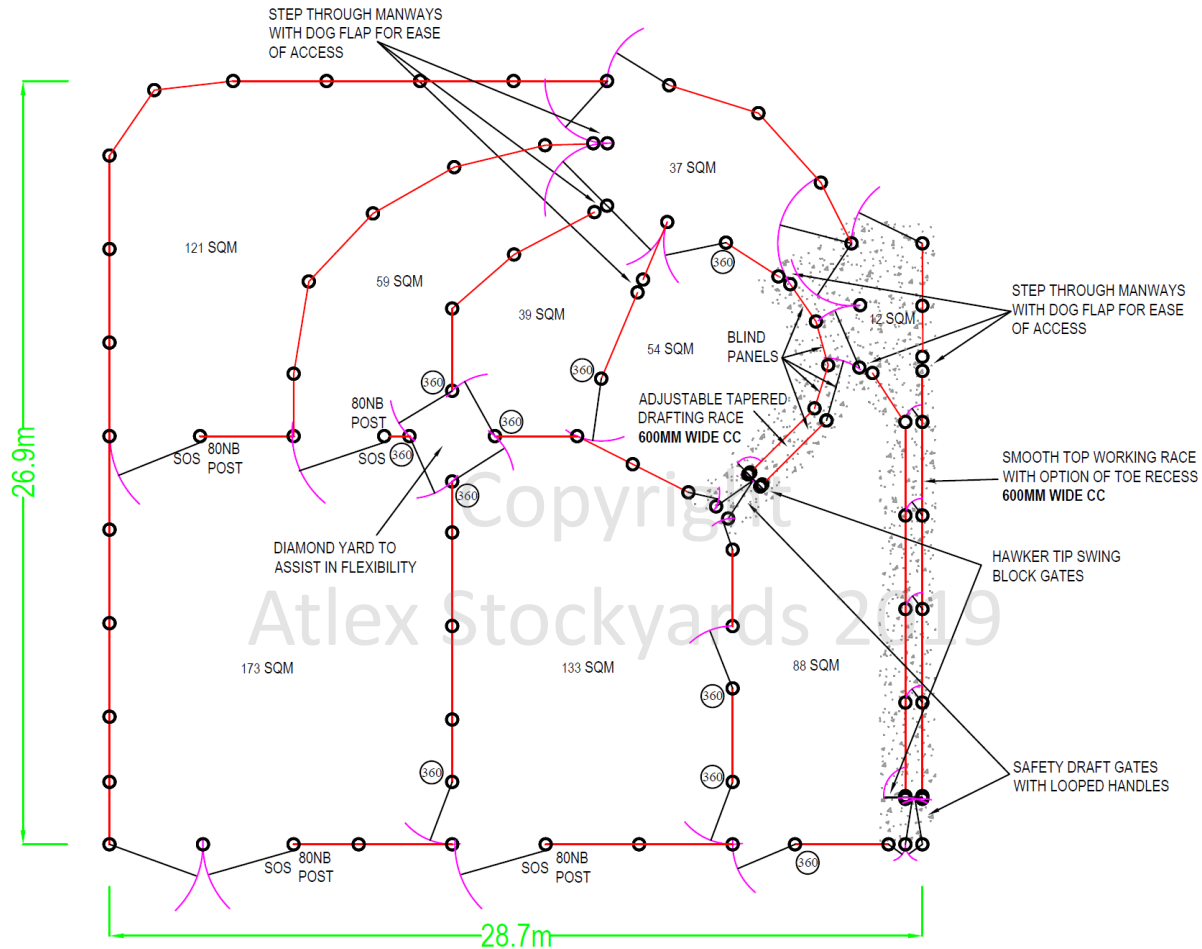 STEP THROUGH MANWAYS
WITH DOG FLAP FOR EASE
OF ACCESS
37 SQM
121 SQM
59 SQM
39 SQM
54 SQM
12 SQM
360
STEP THROUGH MANWAYS
WITH DOG FLAP FOR EASE
OF ACCESS
BLIND
PANELS
360
360
ADJUSTABLE TAPERED
DRAFTING RACE
600MM WIDE CC
80NB
POST
360
SOS
80NB
POST
SOS
360
SMOOTH TOP WORKING RACE
WITH OPTION OF TOE RECESS
600MM WIDE CC
360
Copyright
DIAMOND YARD TO
ASSIST IN FLEXIBILITY
HAWKER TIP SWING
BLOCK GATES
Atlex Stockyards 2019
173 SQM
133 SQM
88 SQM
360
360
360
SAFETY DRAFT GATES
WITH LOOPED HANDLES
SOS
80NB
POST
SOS
80NB
POST
360
26.9m
28.7m